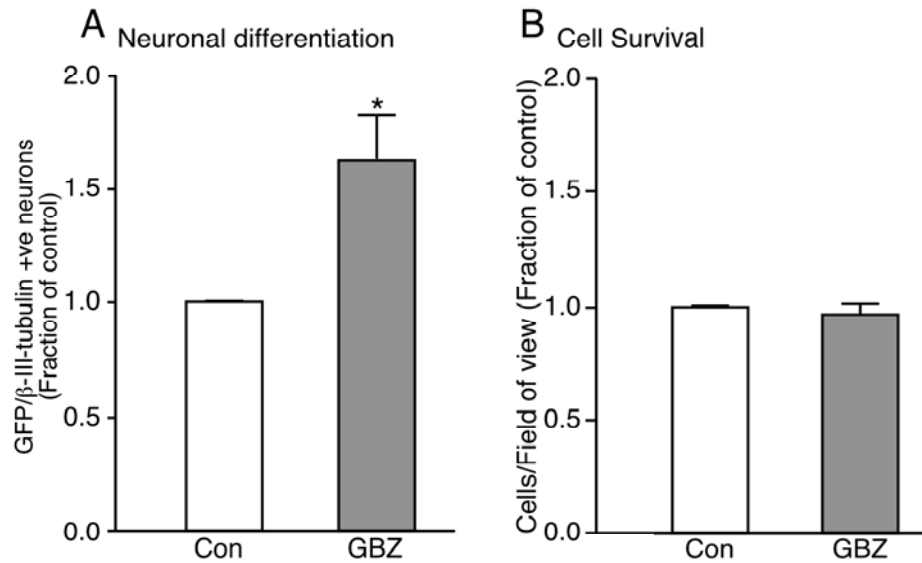 A Neuronal differentiation
GFP/β-III-tubulin +ve neurons
(Fraction of control)
2.0
1.5
1.0
0.5
0.0
*
Con
GBZ
B Cell Survival
Cells/Field of view (Fraction of control)
2.0
1.5
1.0
0.5
0.0
Con
GBZ